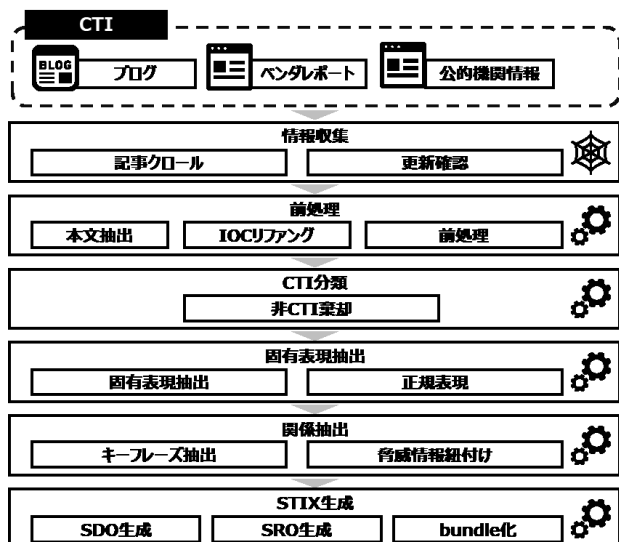 CTI
BLOG ブログ ベンダレポート 公的機関情報
情報収集
記事クロール 更新確認
前処理
本文抽出 IOCリファング 前処理
CTI分類
非CTI棄却
固有表現抽出
固有表現抽出 正規表現
関係抽出
キーフレーズ抽出 脅威情報紐付け
STIX生成
SDO生成 SRO生成 bundle化